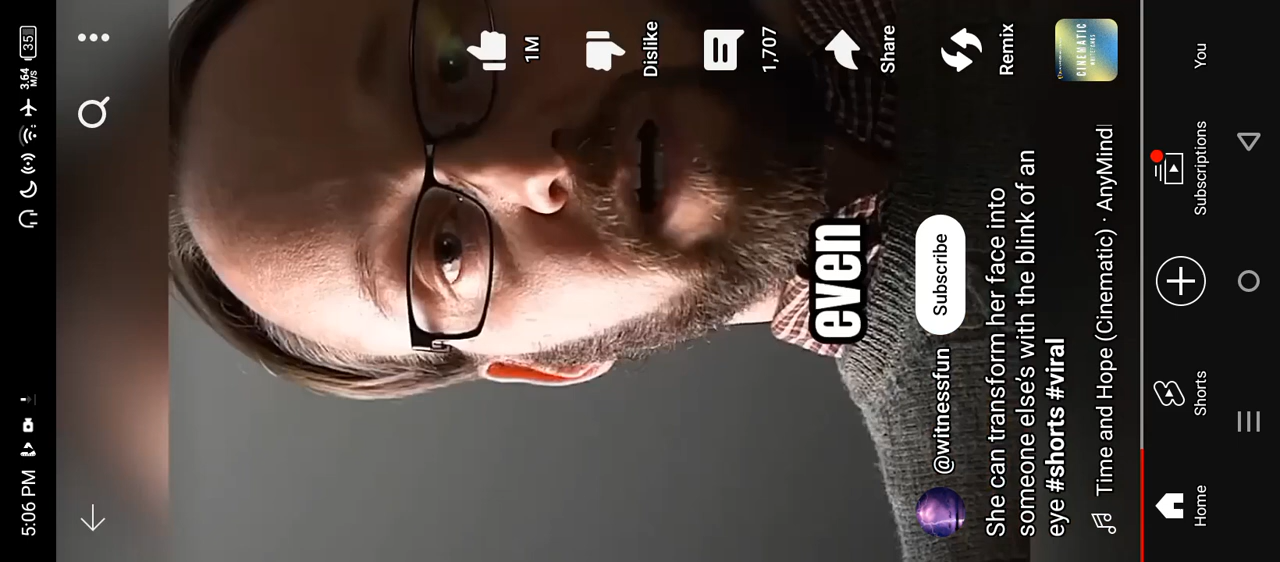 5:06 PM
3.64
M/S
35
1M
Dislike
1,707
Share
Remix
even
@witnessfun
Subscribe
She can transform her face into
someone else's with the blink of an
eye #shorts #viral
Time and Hope (Cinematic) · AnyMind
CINEMATIC
Home
Shorts
Subscriptions
You